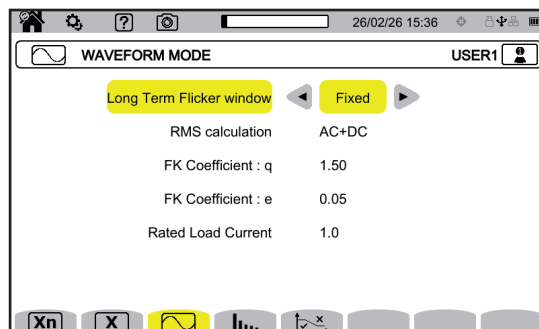 26/02/26 15:36
WAVEFORM MODE
USER1
Long Term Flicker window
Fixed
RMS calculation
AC+DC
FK Coefficient : q
1.50
FK Coefficient : e
0.05
Rated Load Current
1.0
Xn
X